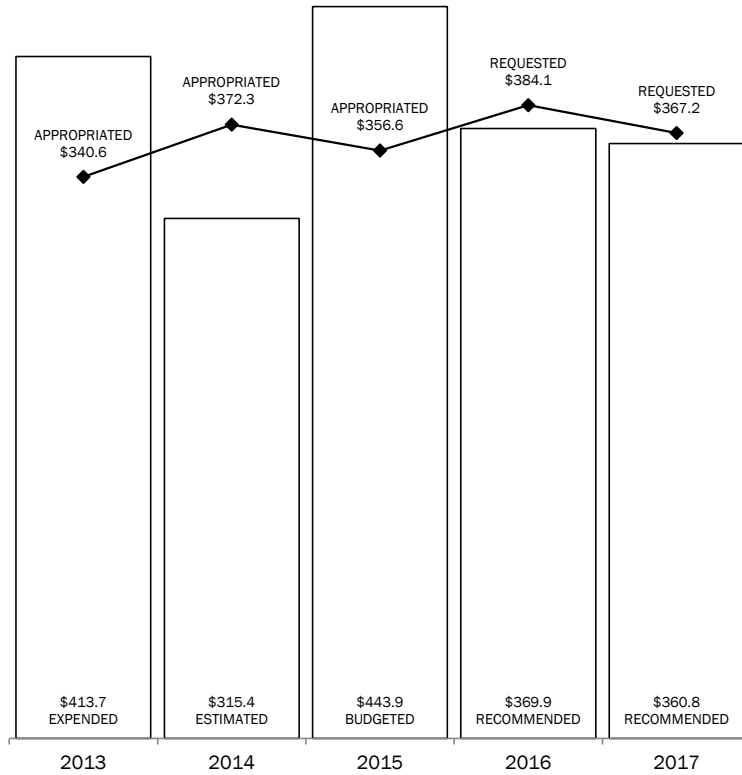 APPROPRIATED
$340.6
APPROPRIATED
$372.3
APPROPRIATED
$356.6
REQUESTED
$384.1
REQUESTED
$367.2
$413.7
EXPENDED
$315.4
ESTIMATED
$443.9
BUDGETED
$369.9
RECOMMENDED
$360.8
RECOMMENDED
2013
2014
2015
2016
2017